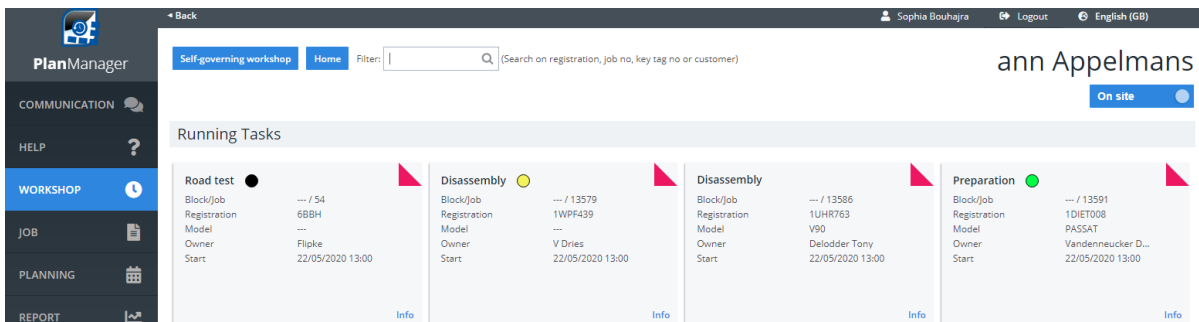 ◂ Back
Sophia Bouhajra
Logout
English (GB)
PlanManager
COMMUNICATION
HELP
?
WORKSHOP
JOB
PLANNING
REPORT
Self-governing workshop
Home
Filter:
(Search on registration, job no, key tag no or customer)
ann Appelmans
On site
Running Tasks
Road test
Block/Job --- / 54
Registration 6BBH
Model ---
Owner Flipke
Start 22/05/2020 13:00
Info
Disassembly
Block/Job --- / 13579
Registration 1WPF439
Model ---
Owner V Dries
Start 22/05/2020 13:00
Info
Disassembly
Block/Job --- / 13586
Registration 1UHR763
Model V90
Owner Delodder Tony
Start 22/05/2020 13:00
Info
Preparation
Block/Job --- / 13591
Registration 1DIET008
Model PASSAT
Owner Vandenneucker D...
Start 22/05/2020 13:00
Info